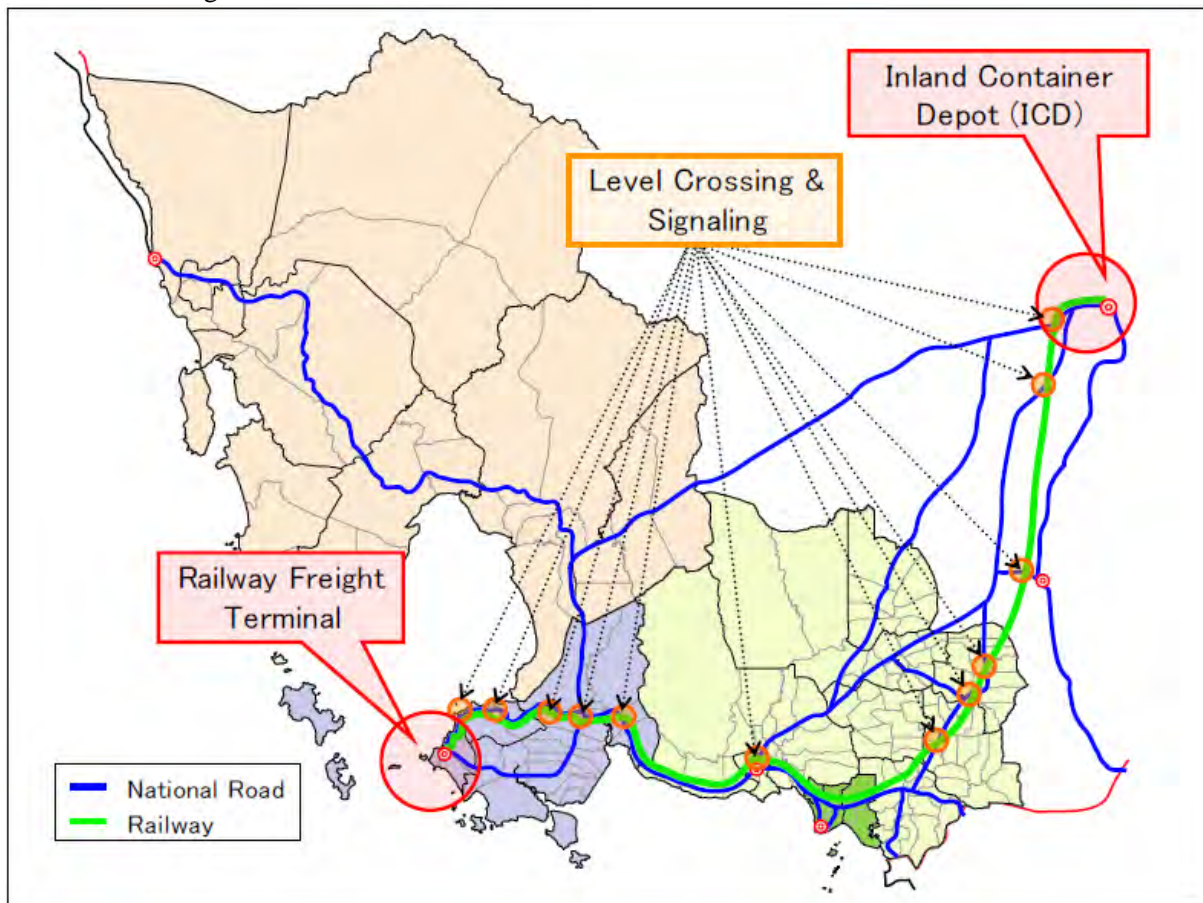 Inland Container
Depot (ICD)
Level Crossing &
Signaling
Railway Freight
Terminal
National Road
Railway